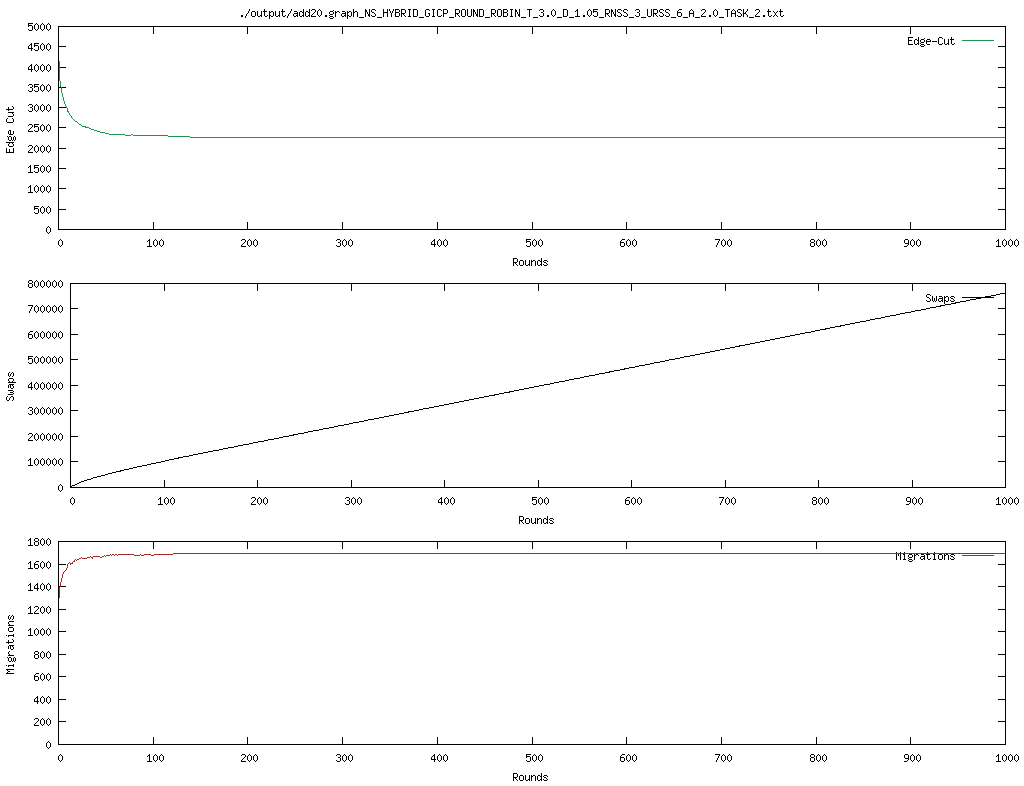 ./output/add20.graph_NS_HYBRID_GICP_ROUND_ROBIN_T_3.0_D_1.05_RNSS_3_URSS_6_A_2.0_TASK_2.txt
5000
4500
4000
3500
3000
2500
2000
1500
1000
500
0
Edge Cut
Edge-Cut
0 100 200 300 400 500 600 700 800 900 1000
Rounds
800000
700000
600000
500000
400000
300000
200000
100000
0
Swaps
Swaps
0 100 200 300 400 500 600 700 800 900 1000
Rounds
1800
1600
1400
1200
1000
800
600
400
200
0
Migrations
Migrations
0 100 200 300 400 500 600 700 800 900 1000
Rounds